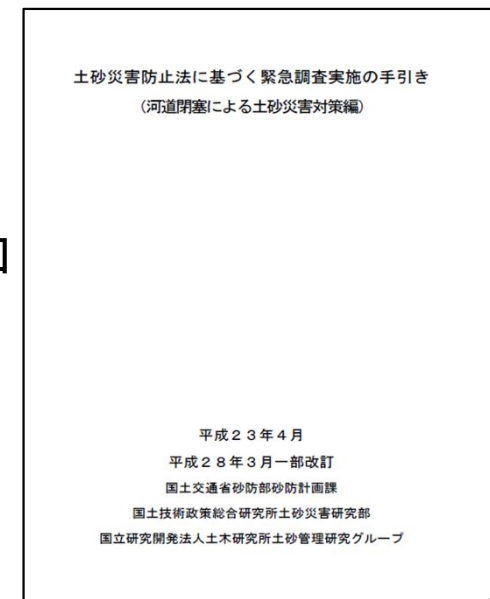 土砂災害防止法に基づく緊急調査実施の手引き
(河道閉塞による土砂災害対策編)
平成２３年４月
平成２８年３月一部改訂
国土交通省砂防部砂防計画課
国土技術政策総合研究所土砂災害研究部
国立研究開発法人土木研究所土砂管理研究グループ